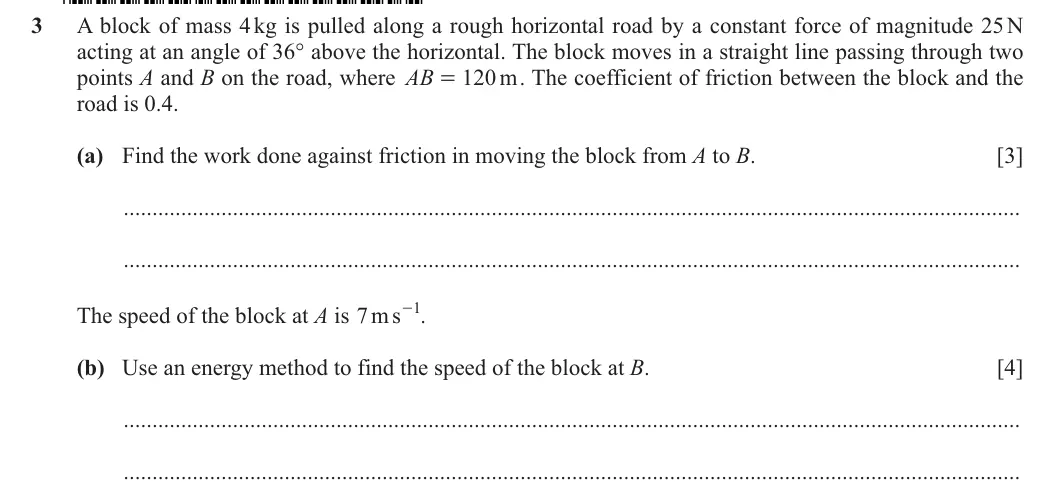 3 A block of mass 4 kg is pulled along a rough horizontal road by a constant force of magnitude 25 N
acting at an angle of 36° above the horizontal. The block moves in a straight line passing through two
points A and B on the road, where AB = 120 m. The coefficient of friction between the block and the
road is 0.4.
(a) Find the work done against friction in moving the block from A to B. [3]
The speed of the block at A is 7 m s⁻¹.
(b) Use an energy method to find the speed of the block at B. [4]